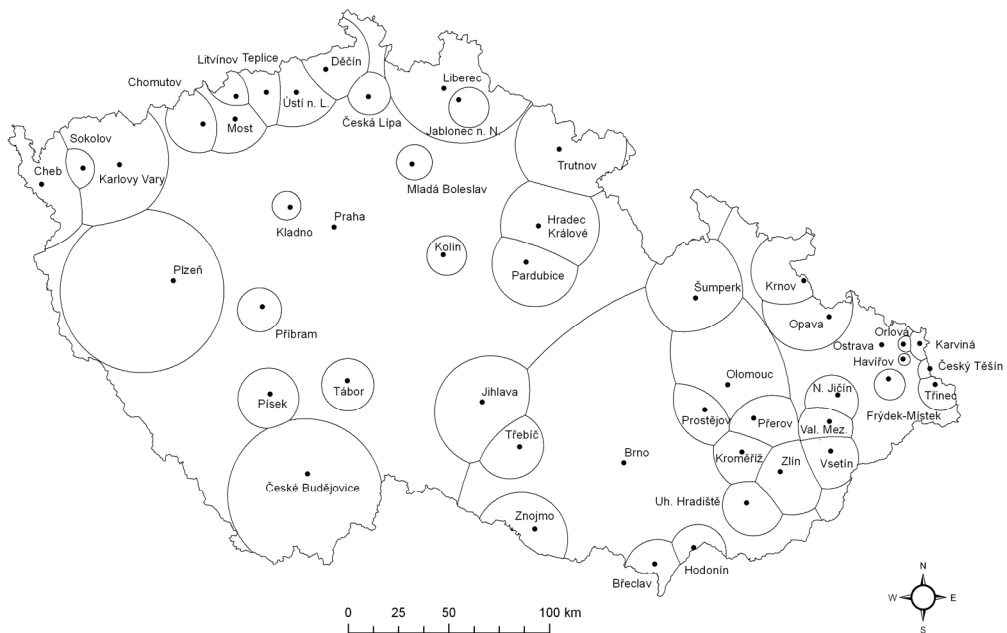 Litvínov Teplice
Děčín
Chomutov
Ústí n. L.
Most
Česká Lípa
Liberec
Jablonec n. N.
Sokolov
Cheb
Karlovy Vary
Trutnov
Mladá Boleslav
Kladno
Praha
Hradec
Králové
Kolin
Pardubice
Plzeň
Příbram
Šumperk
Krnov
Opava
Orlová
Ostrava
Karviná
Havířov
Český Těšín
Třinec
Frýdek-Místek
N. Jičín
Olomouc
Jihlava
Tábor
Písek
Prostějov
Přerov
Val. Mez.
Třebíč
Brno
Kroměříž
Zlín
Vsetín
České Budějovice
Uh. Hradiště
Znojmo
Hodonín
Břeclav
N
W E
S
0 25 50 100 km